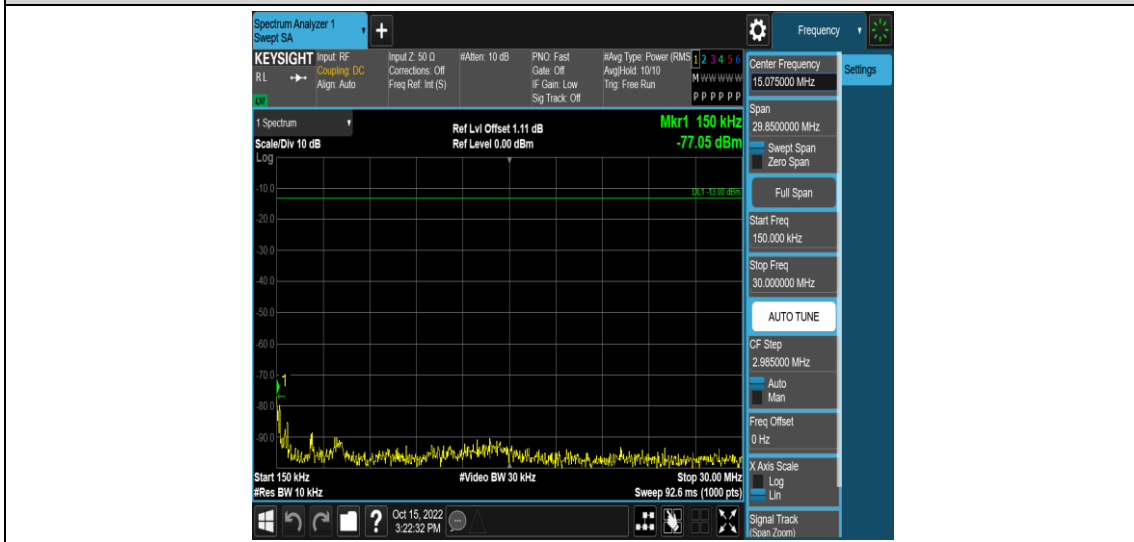 Spectrum Analyzer 1
Swept SA
+
Frequency
KEYSIGHT
RL
LXI
Input: RF
Coupling: DC
Align: Auto
Input Z: 50 Ω
Corrections: Off
Freq Ref: Int (S)
#Atten: 10 dB
PNO: Fast
Gate: Off
IF Gain: Low
Sig Track: Off
#Avg Type: Power (RMS
Avg|Hold: 10/10
Trig: Free Run
1 2 3 4 5 6
M W W W W W
P P P P P P
1 Spectrum
Ref Lvl Offset 1.11 dB
Mkr1 150 kHz
Scale/Div 10 dB
Ref Level 0.00 dBm
-77.05 dBm
Log
DL1 -13.00 dBm
-10.0
-20.0
-30.0
-40.0
-50.0
-60.0
-70.0
1
-80.0
-90.0
Start 150 kHz
#Video BW 30 kHz
Stop 30.00 MHz
#Res BW 10 kHz
Sweep 92.6 ms (1000 pts)
?
Oct 15, 2022
3:22:32 PM
Center Frequency
15.075000 MHz
Settings
Span
29.8500000 MHz
Swept Span
Zero Span
Full Span
Start Freq
150.000 kHz
Stop Freq
30.000000 MHz
AUTO TUNE
CF Step
2.985000 MHz
Auto
Man
Freq Offset
0 Hz
X Axis Scale
Log
Lin
Signal Track
(Span Zoom)